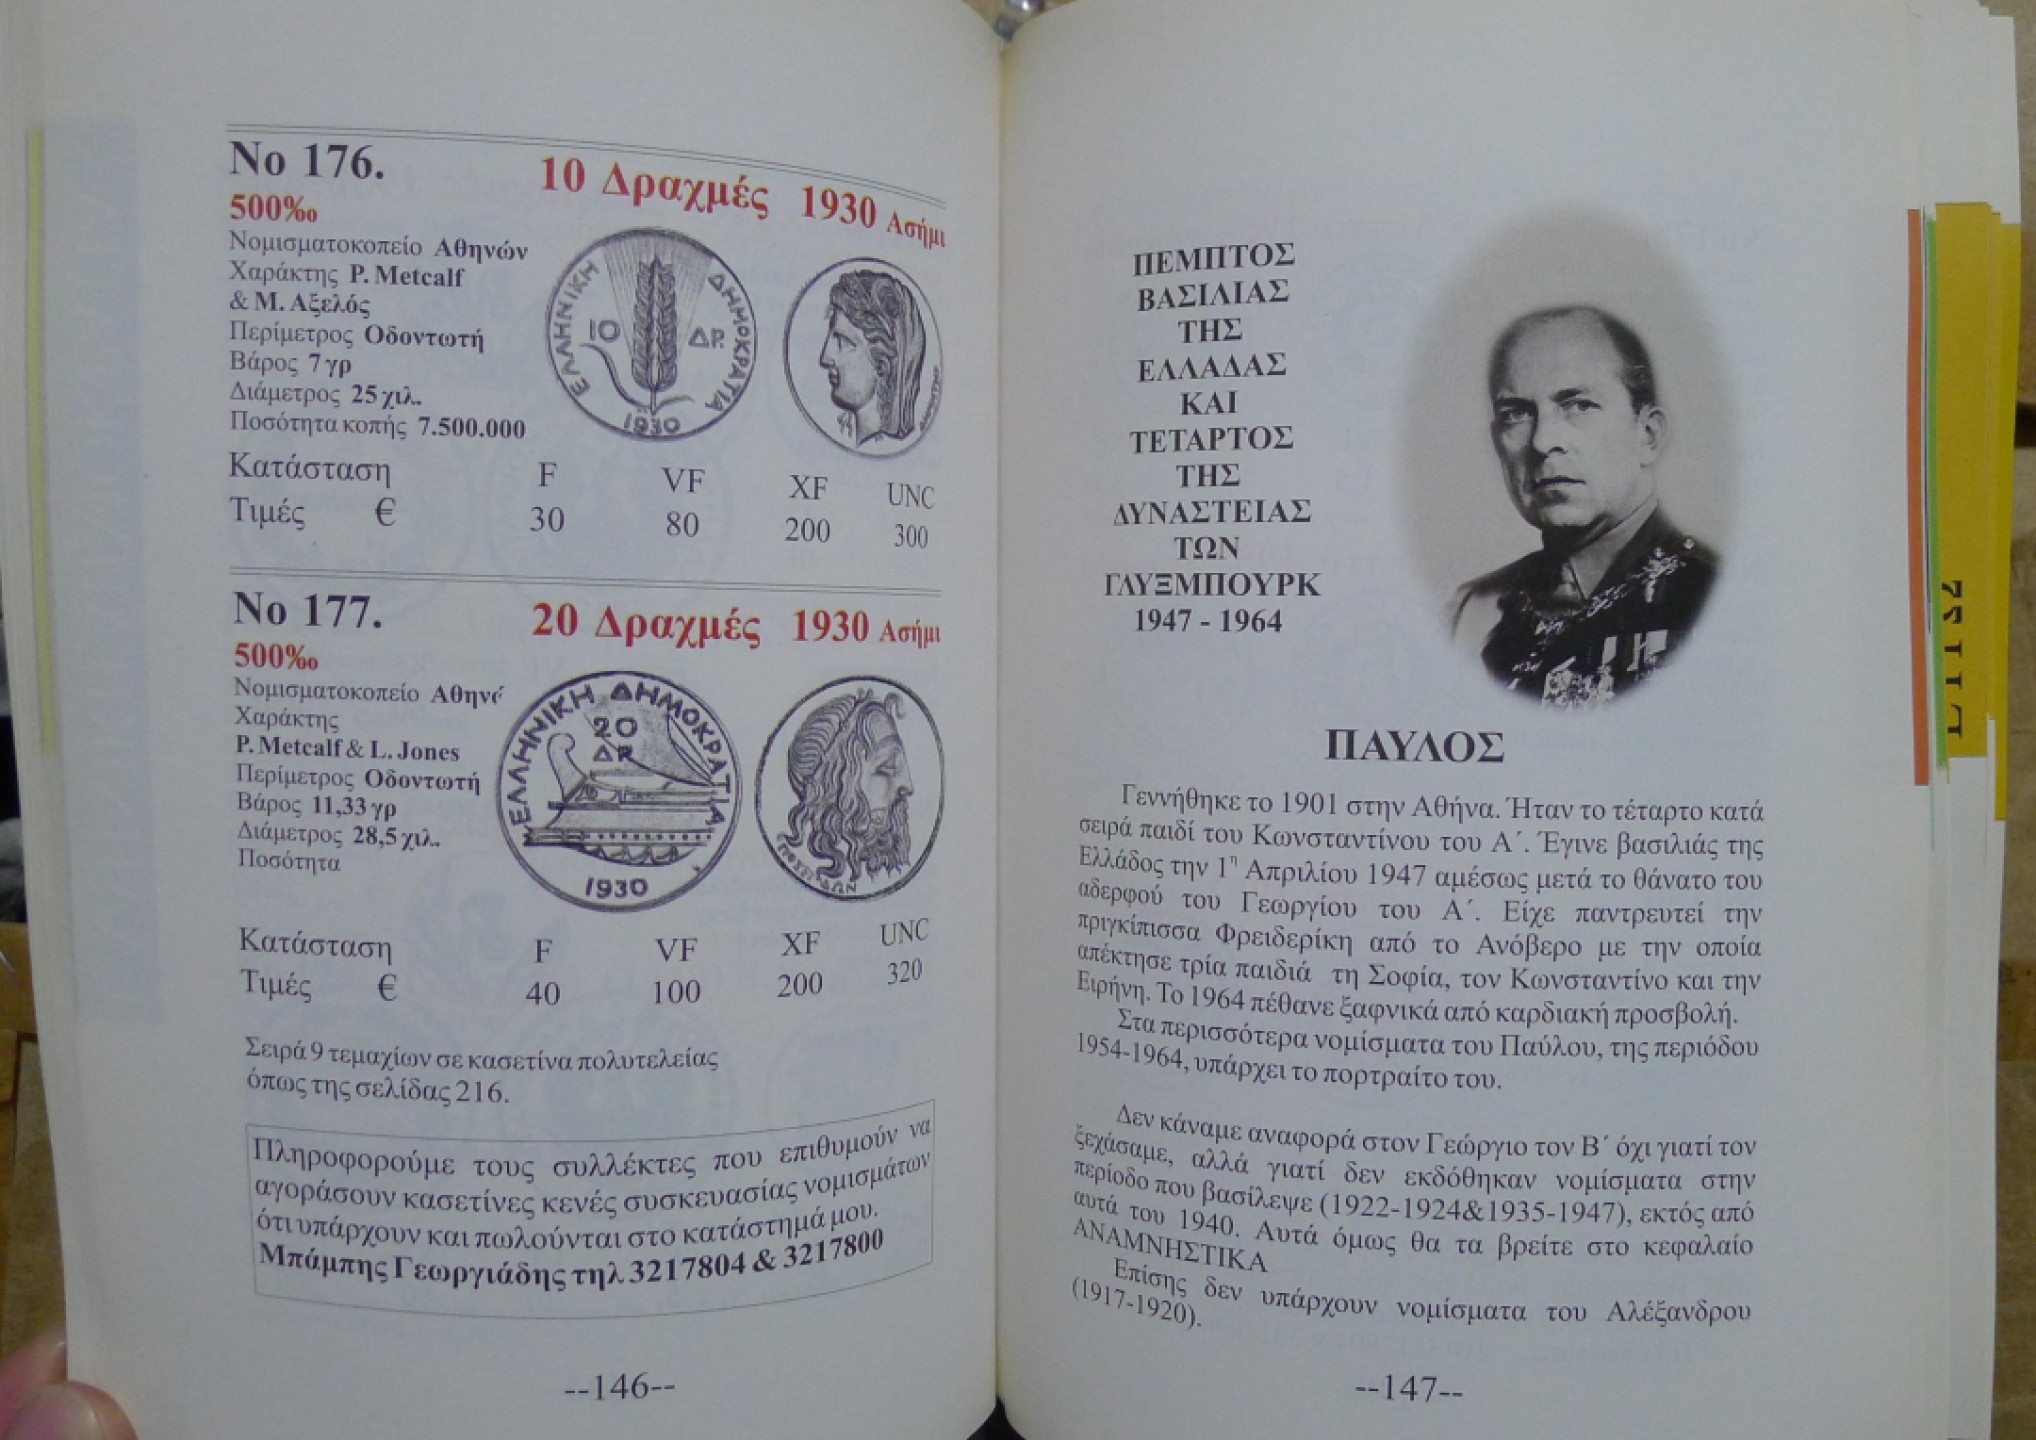 Νο 176. 10 Δραχμές 1930 Ασήμι
500‰
Νομισματοκοπείο Αθηνών
Χαράκτης P. Metcalf
& Μ. Αξελός
Περίμετρος Οδοντωτή
Βάρος 7 γρ
Διάμετρος 25 χιλ.
Ποσότητα κοπής 7.500.000
ΕΛΛΗΝΙΚΗ ΔΗΜΟΚΡΑΤΙΑ
10 ΔΡ.
1930
Κατάσταση F VF XF UNC
Τιμές € 30 80 200 300
Νο 177. 20 Δραχμές 1930 Ασήμι
500‰
Νομισματοκοπείο Αθηνά
Χαράκτης
P. Metcalf & L. Jones
Περίμετρος Οδοντωτή
Βάρος 11,33 γρ
Διάμετρος 28,5 χιλ.
Ποσότητα
ΕΛΛΗΝΙΚΗ ΔΗΜΟΚΡΑΤΙΑ
20
ΔΡ
1930
ΠΟΣΕΙΔΩΝ
Κατάσταση F VF XF UNC
Τιμές € 40 100 200 320
Σειρά 9 τεμαχίων σε κασετίνα πολυτελείας
όπως της σελίδας 216.
Πληροφορούμε τους συλλέκτες που επιθυμούν να
αγοράσουν κασετίνες κενές συσκευασίας νομισμάτων
ότι υπάρχουν και πωλούνται στο κατάστημά μου.
Μπάμπης Γεωργιάδης τηλ 3217804 & 3217800
--146--
ΠΕΜΠΤΟΣ
ΒΑΣΙΛΙΑΣ
ΤΗΣ
ΕΛΛΑΔΑΣ
ΚΑΙ
ΤΕΤΑΡΤΟΣ
ΤΗΣ
ΔΥΝΑΣΤΕΙΑΣ
ΤΩΝ
ΓΛΥΞΜΠΟΥΡΚ
1947 - 1964
ΠΑΥΛΟΣ
Γεννήθηκε το 1901 στην Αθήνα. Ήταν το τέταρτο κατά
σειρά παιδί του Κωνσταντίνου του Α΄. Έγινε βασιλιάς της
Ελλάδος την 1η Απριλίου 1947 αμέσως μετά το θάνατο του
αδερφού του Γεωργίου του Α΄. Είχε παντρευτεί την
πριγκίπισσα Φρειδερίκη από το Ανόβερο με την οποία
απέκτησε τρία παιδιά τη Σοφία, τον Κωνσταντίνο και την
Ειρήνη. Το 1964 πέθανε ξαφνικά από καρδιακή προσβολή.
Στα περισσότερα νομίσματα του Παύλου, της περιόδου
1954-1964, υπάρχει το πορτραίτο του.
Δεν κάναμε αναφορά στον Γεώργιο τον Β΄ όχι γιατί τον
ξεχάσαμε, αλλά γιατί δεν εκδόθηκαν νομίσματα στην
περίοδο που βασίλεψε (1922-1924&1935-1947), εκτός από
αυτά του 1940. Αυτά όμως θα τα βρείτε στο κεφαλαίο
ΑΝΑΜΝΗΣΤΙΚΑ
Επίσης δεν υπάρχουν νομίσματα του Αλέξανδρου
(1917-1920).
--147--